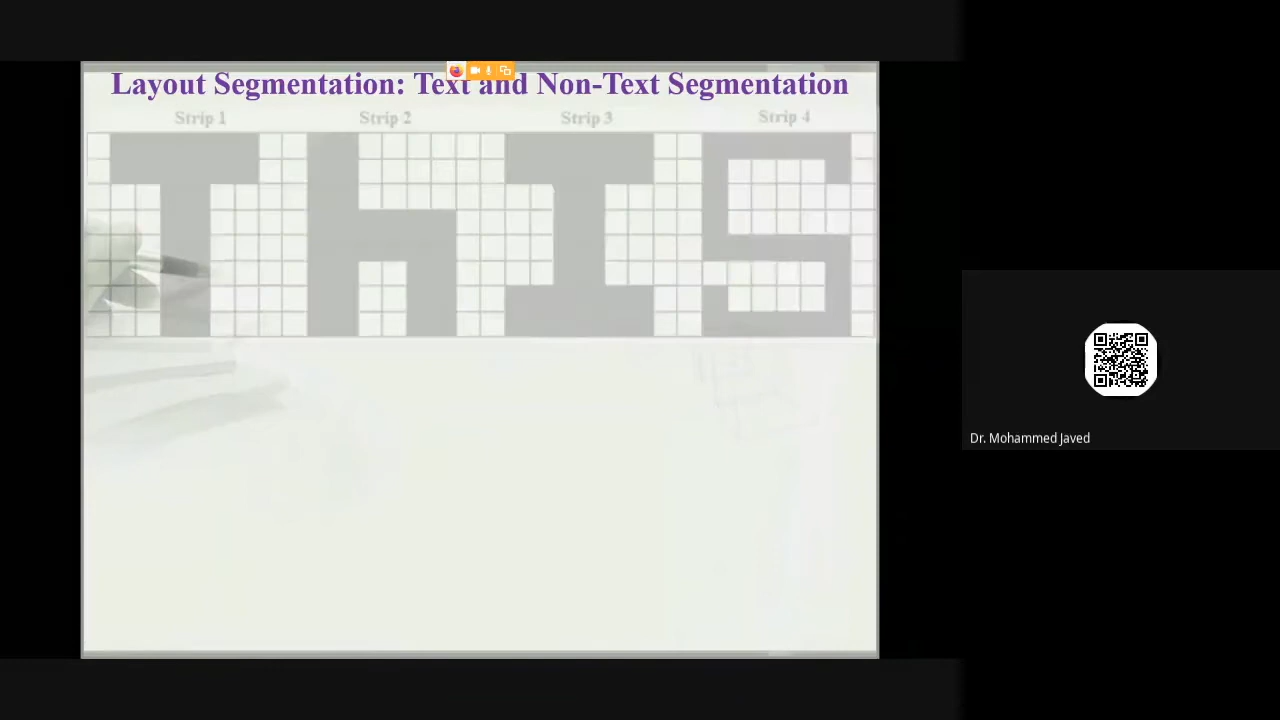 Layout Segmentation: Text and Non-Text Segmentation
Strip 1 Strip 2 Strip 3 Strip 4
ThIS
Dr. Mohammed Javed